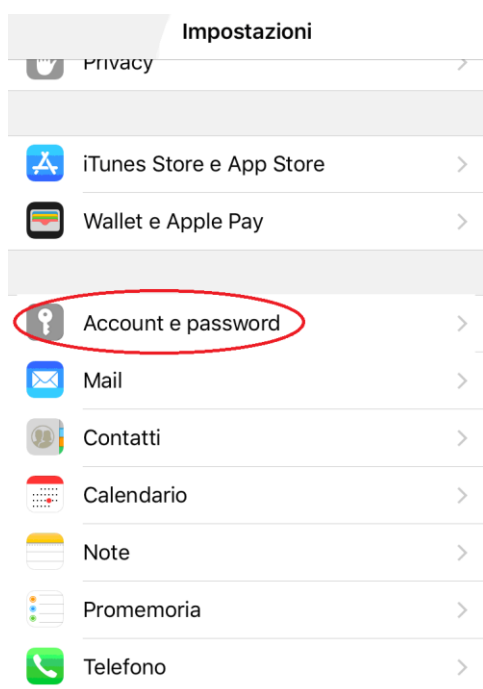 Impostazioni
Privacy
iTunes Store e App Store
Wallet e Apple Pay
Account e password
Mail
Contatti
Calendario
Note
Promemoria
Telefono